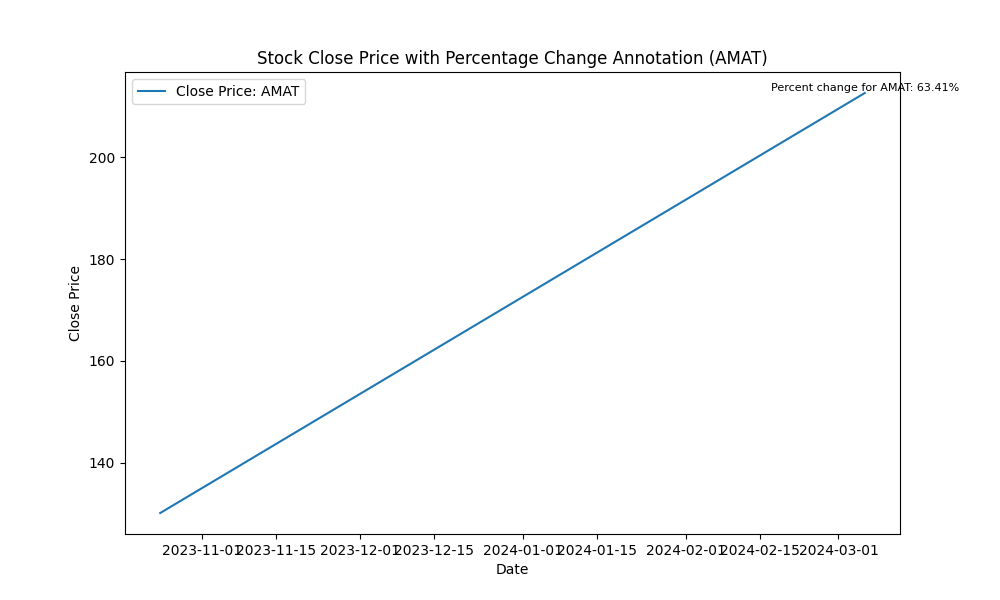 Stock Close Price with Percentage Change Annotation (AMAT)
Close Price: AMAT
Percent change for AMAT: 63.41%
200
180
160
140
Close Price
2023-11-01
2023-11-15
2023-12-01
2023-12-15
2024-01-01
2024-01-15
2024-02-01
2024-02-15
2024-03-01
Date